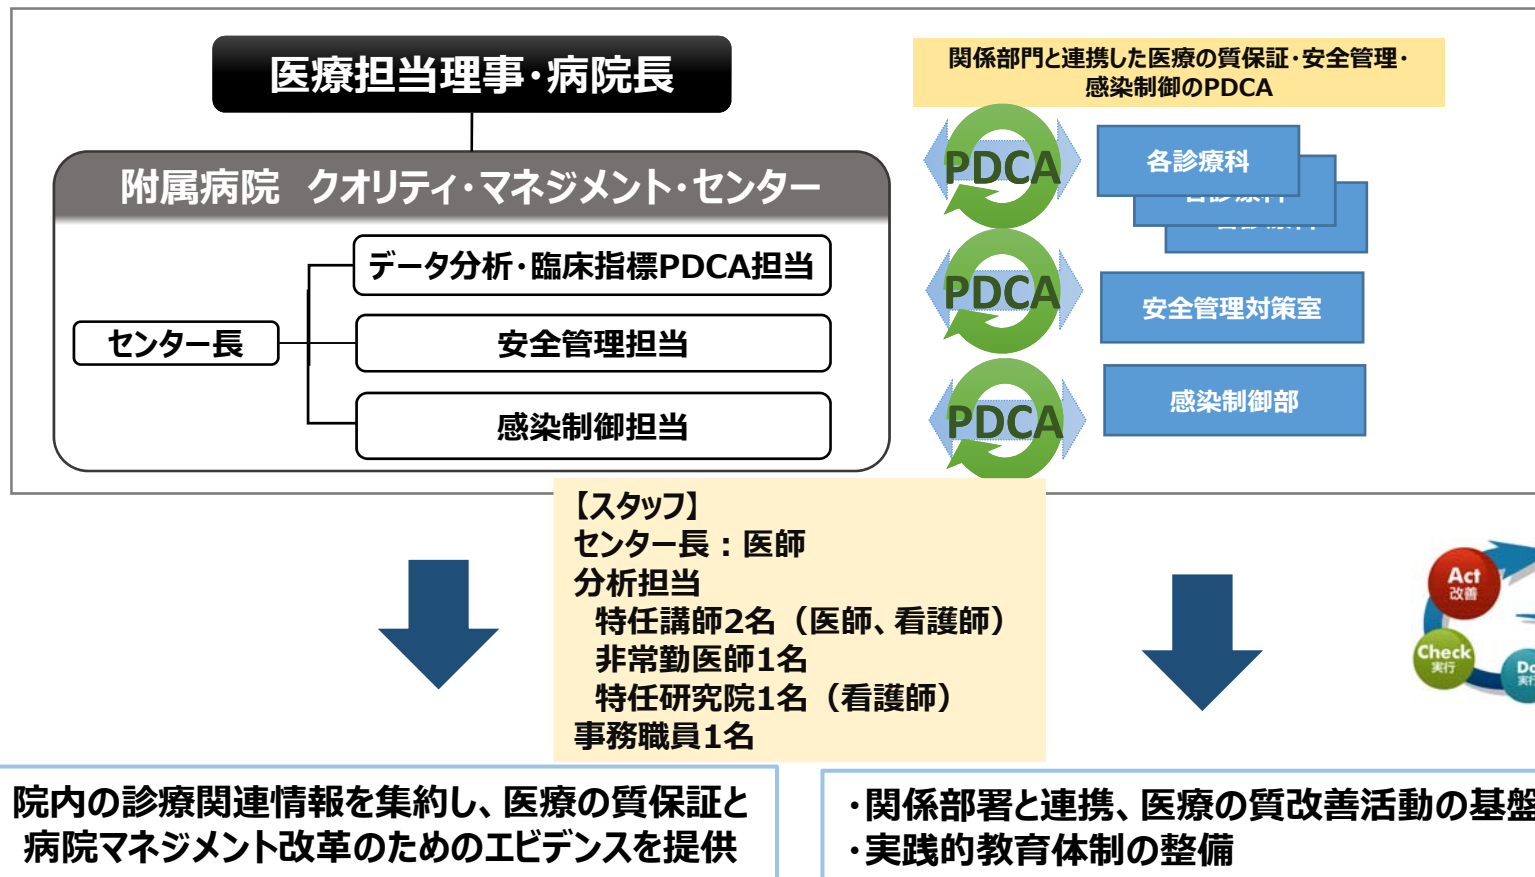 医療担当理事・病院長
附属病院 クオリティ・マネジメント・センター
センター長
データ分析・臨床指標PDCA担当
安全管理担当
感染制御担当
関係部門と連携した医療の質保証・安全管理・
感染制御のPDCA
PDCA
各診療科
各診療科
各診療科
PDCA
安全管理対策室
PDCA
感染制御部
【スタッフ】
センター長：医師
分析担当
特任講師2名（医師、看護師）
非常勤医師1名
特任研究院1名（看護師）
事務職員1名
Act
改善
Check
実行
Do
実行
院内の診療関連情報を集約し、医療の質保証と
病院マネジメント改革のためのエビデンスを提供
・関係部署と連携、医療の質改善活動の基盤
・実践的教育体制の整備